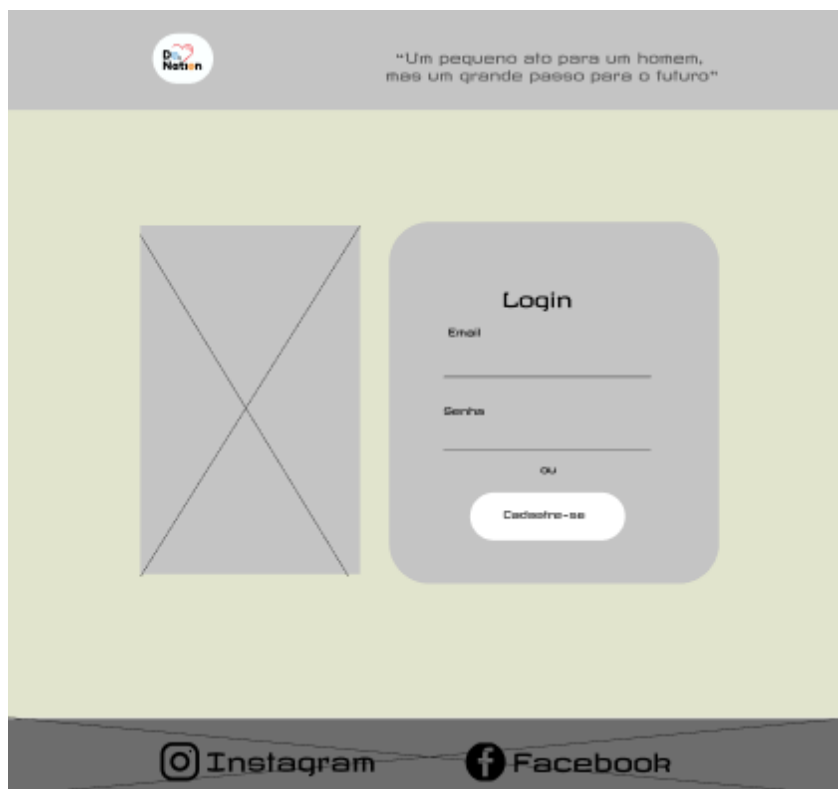 Do
Nation
“Um pequeno ato para um homem,
mas um grande passo para o futuro”
Login
Email
Senha
ou
Cadastre-se
Instagram
Facebook